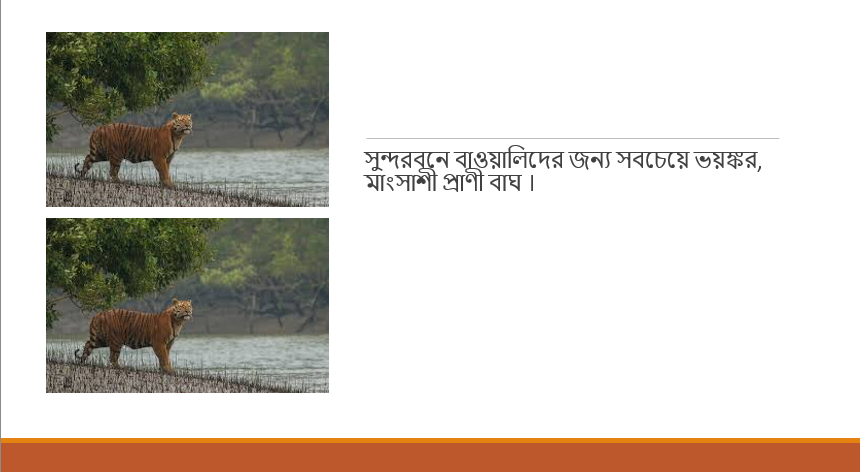 সুন্দরবনে বাওয়ালিদের জন্য সবচেয়ে ভয়ঙ্কর,
মাংসাশী প্রাণী বাঘ।